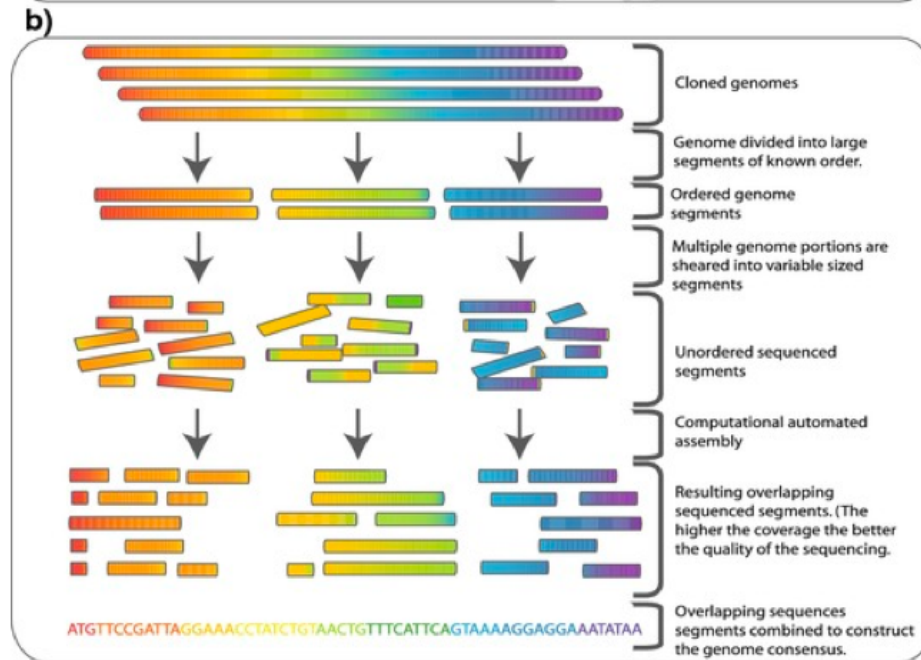 b)
Cloned genomes
Genome divided into large
segments of known order.
Ordered genome
segments
Multiple genome portions are
sheared into variable sized
segments
Unordered sequenced
segments
Computational automated
assembly
Resulting overlapping
sequenced segments. (The
higher the coverage the better
the quality of the sequencing.
ATGTTCCGATTAGGAAACCTATCTGTAACTGTTTCATTCAGTAAAAGGAGGAAATATAA
Overlapping sequences
segments combined to construct
the genome consensus.